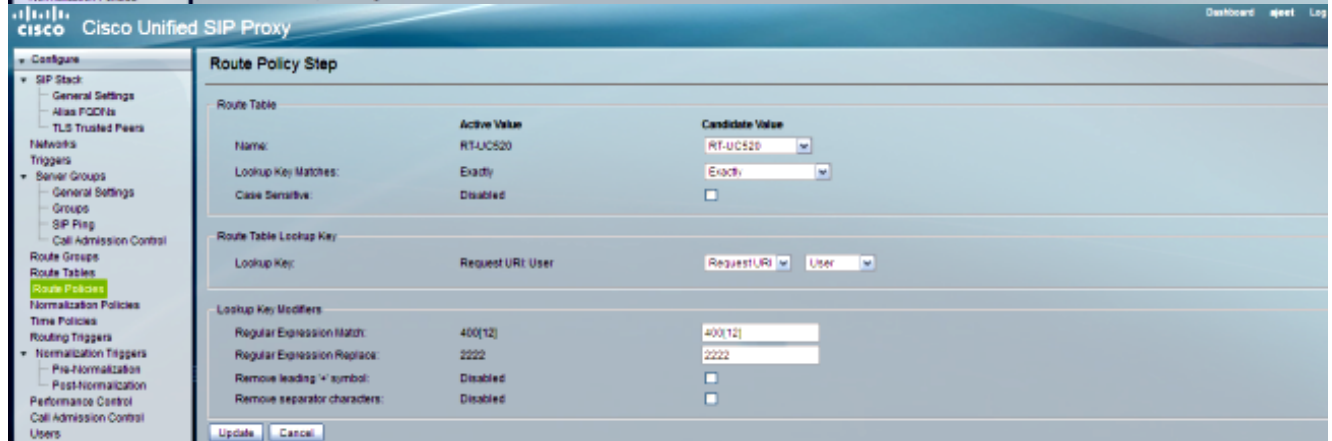 CISCO Cisco Unified SIP Proxy
Dashboard ajeet Log
Configure
SIP Stack
General Settings
Alias FQDNs
TLS Trusted Peers
Networks
Triggers
Server Groups
General Settings
Groups
SIP Ping
Call Admission Control
Route Groups
Route Tables
Route Policies
Normalization Policies
Time Policies
Routing Triggers
Normalization Triggers
Pre-Normalization
Post-Normalization
Performance Control
Call Admission Control
Users
Route Policy Step
Route Table
Active Value Candidate Value
Name: RT-UC520 RT-UC520
Lookup Key Matches: Exactly Exactly
Case Sensitive: Disabled
Route Table Lookup Key
Lookup Key: Request URI: User Request URI User
Lookup Key Modifiers
Regular Expression Match: 400[12] 400[12]
Regular Expression Replace: 2222 2222
Remove leading '+' symbol: Disabled
Remove separator characters: Disabled
Update Cancel